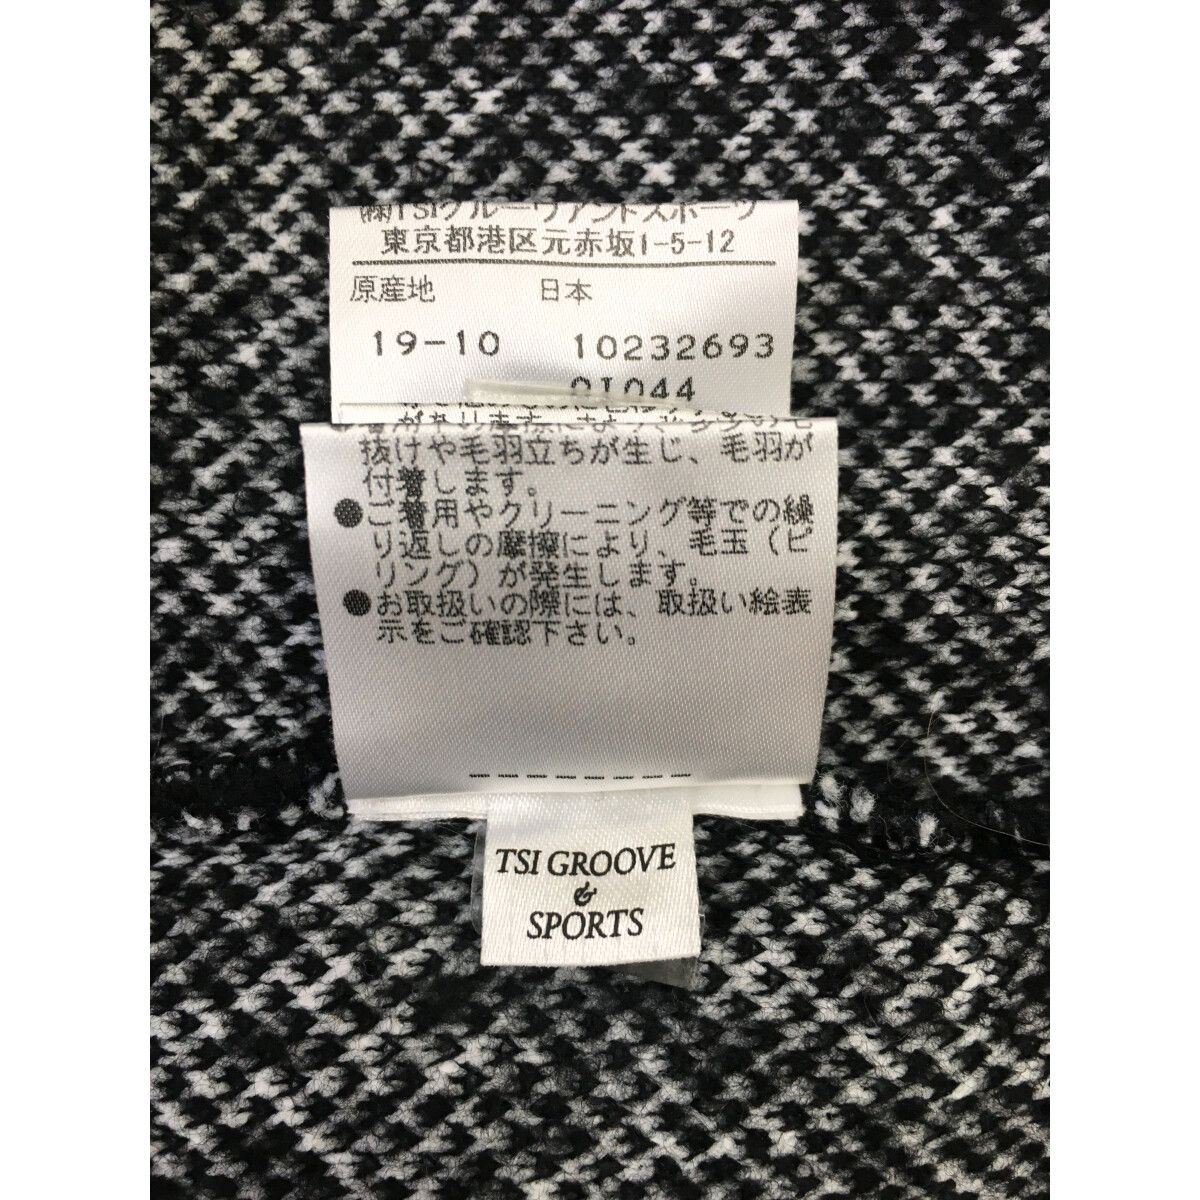 ㈱TSIグルーヴアンドスポーツ
東京都港区元赤坂1-5-12
原産地 日本
19-10 10232693
01044
抜けや毛羽立ちが生じ、毛羽が
付着します。
●ご着用やクリーニング等での繰
り返しの摩擦により、毛玉（ピ
リング）が発生します。
●お取扱いの際には、取扱い絵表
示をご確認下さい。
TSI GROOVE
&
SPORTS